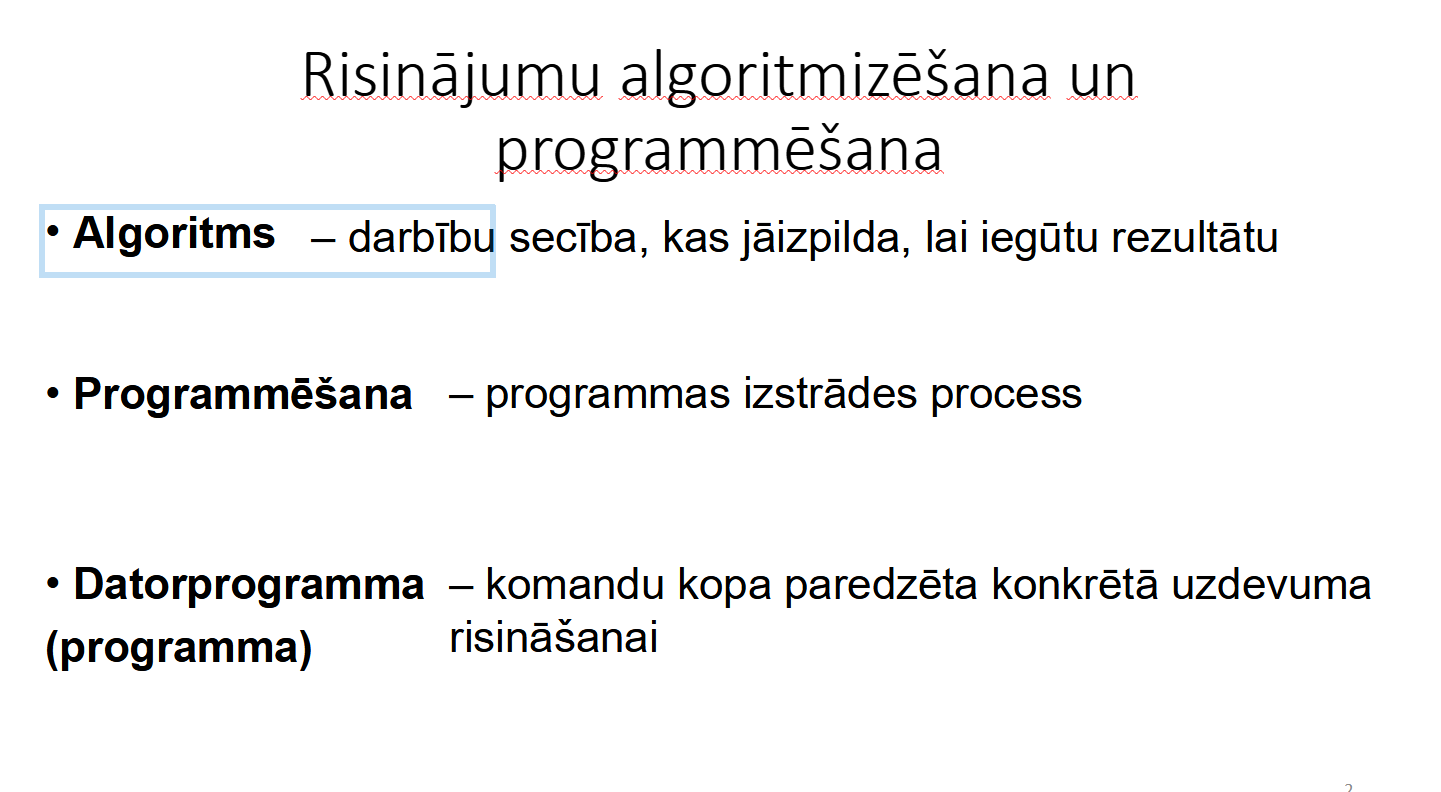 Risinājumu algoritmizēšana un
programmēšana
• Algoritms – darbību secība, kas jāizpilda, lai iegūtu rezultātu
• Programmēšana – programmas izstrādes process
• Datorprogramma – komandu kopa paredzēta konkrētā uzdevuma
(programma) risināšanai
2